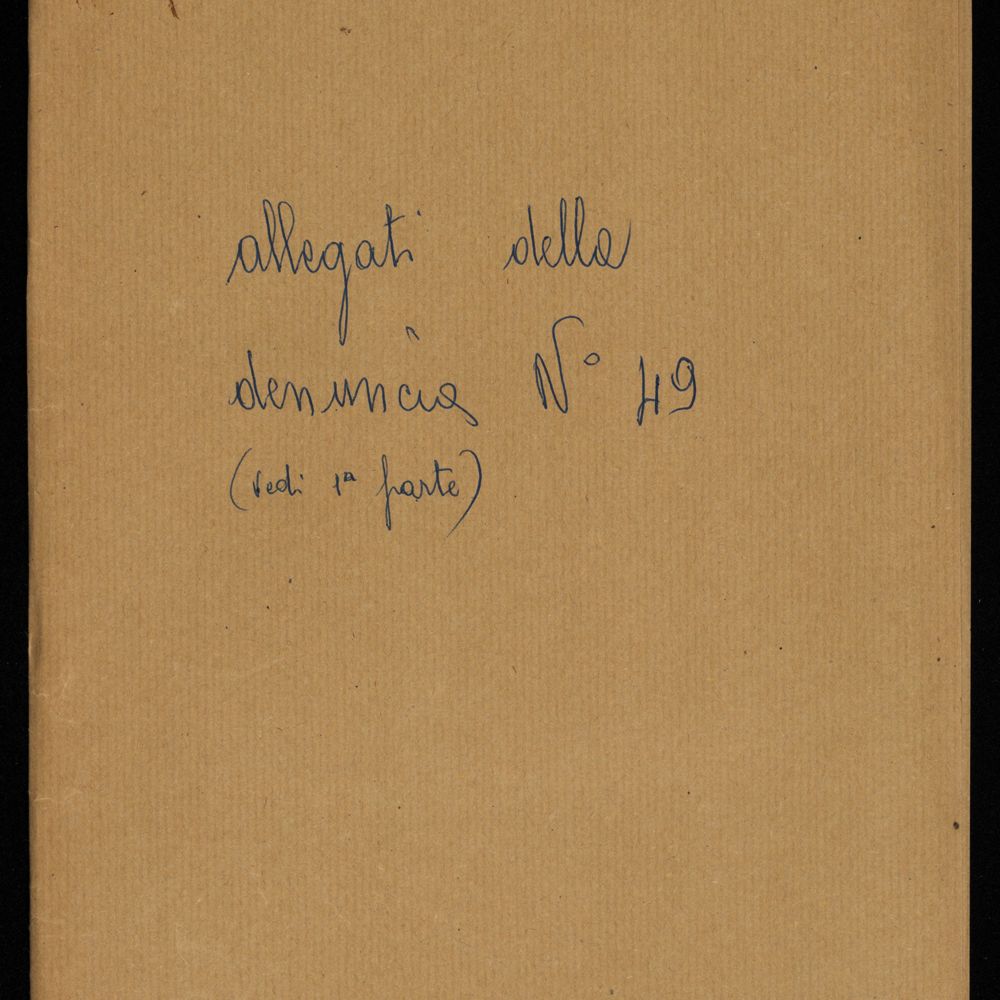 allegati della
denuncia N° 49
(vedi 1ª parte)